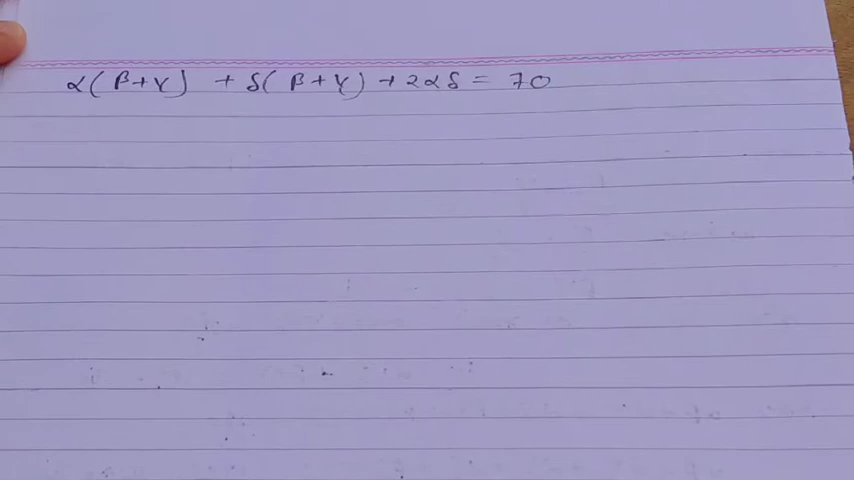 α(β+γ) + δ(β+γ) + 2αδ = 70